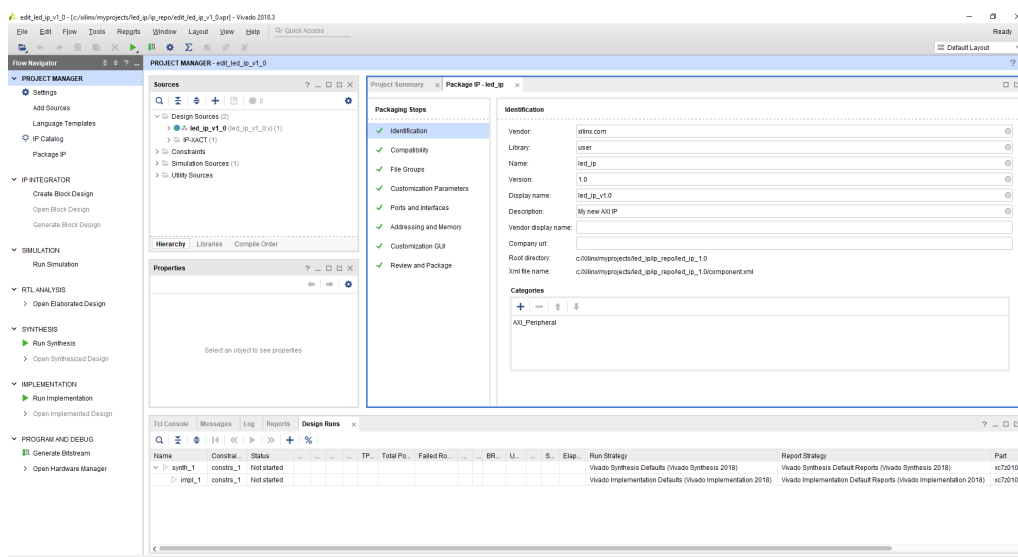 edit_led_ip_v1_0 - [c:/xilinx/myprojects/led_ip/ip_repo/edit_led_ip_v1_0.xpr] - Vivado 2018.3
File Edit Flow Tools Reports Window Layout View Help Quick Access
Ready
Default Layout
Flow Navigator
PROJECT MANAGER
Settings
Add Sources
Language Templates
IP Catalog
Package IP
IP INTEGRATOR
Create Block Design
Open Block Design
Generate Block Design
SIMULATION
Run Simulation
RTL ANALYSIS
Open Elaborated Design
SYNTHESIS
Run Synthesis
Open Synthesized Design
IMPLEMENTATION
Run Implementation
Open Implemented Design
PROGRAM AND DEBUG
Generate Bitstream
Open Hardware Manager
PROJECT MANAGER - edit_led_ip_v1_0
Sources
0
Design Sources (2)
led_ip_v1_0 (led_ip_v1_0.v) (1)
IP-XACT (1)
Constraints
Simulation Sources (1)
Utility Sources
Hierarchy Libraries Compile Order
Properties
Select an object to see properties
Project Summary Package IP - led_ip
Packaging Steps
Identification
Compatibility
File Groups
Customization Parameters
Ports and Interfaces
Addressing and Memory
Customization GUI
Review and Package
Identification
Vendor: xilinx.com
Library: user
Name: led_ip
Version: 1.0
Display name: led_ip_v1.0
Description: My new AXI IP
Vendor display name:
Company url:
Root directory: c:/Xilinx/myprojects/led_ip/ip_repo/led_ip_1.0
Xml file name: c:/Xilinx/myprojects/led_ip/ip_repo/led_ip_1.0/component.xml
Categories
AXI_Peripheral
Tcl Console Messages Log Reports Design Runs
Name Constrai... Status ... ... ... ... TP... Total Po... Failed Ro... ... ... BR... U... ... S... Elap... Run Strategy Report Strategy Part
synth_1 constrs_1 Not started Vivado Synthesis Defaults (Vivado Synthesis 2018) Vivado Synthesis Default Reports (Vivado Synthesis 2018) xc7z010
impl_1 constrs_1 Not started Vivado Implementation Defaults (Vivado Implementation 2018) Vivado Implementation Default Reports (Vivado Implementation 2018) xc7z010